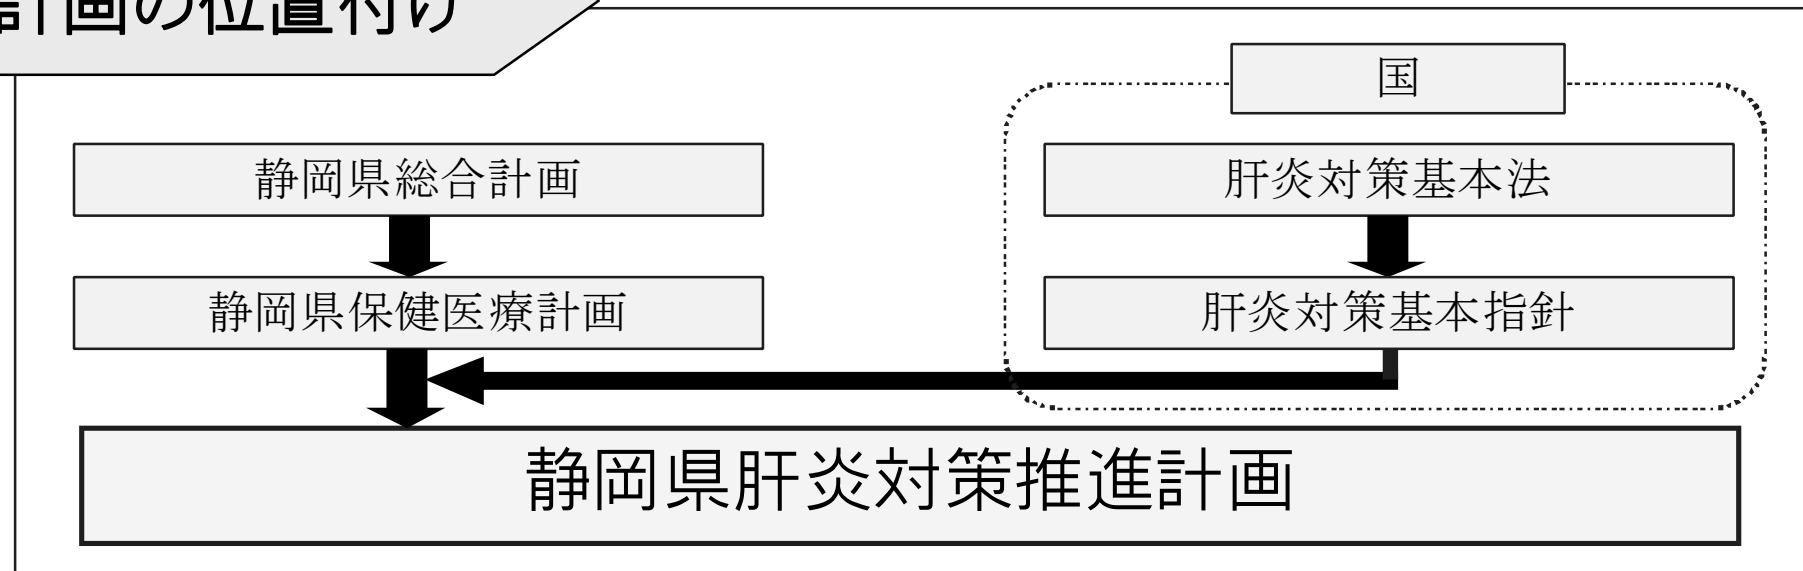 計画の位置付け
国
静岡県総合計画
肝炎対策基本法
静岡県保健医療計画
肝炎対策基本指針
静岡県肝炎対策推進計画